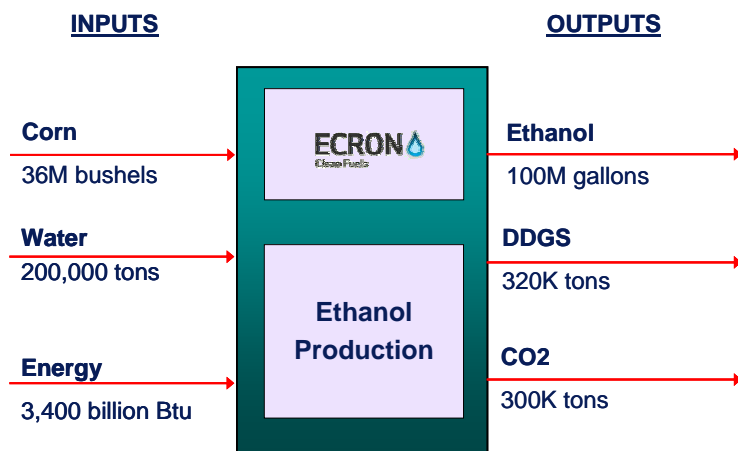 INPUTS
OUTPUTS
Corn
36M bushels
ECRON
Clean Fuels
Ethanol
100M gallons
Water
200,000 tons
DDGS
320K tons
Ethanol
Production
Energy
3,400 billion Btu
CO2
300K tons